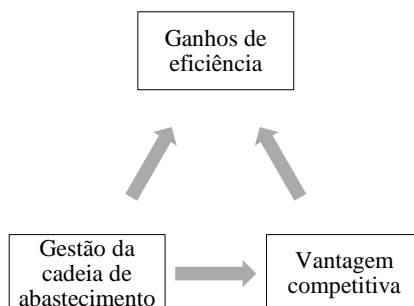 Ganhos de
eficiência
Gestão da
cadeia de
abastecimento
Vantagem
competitiva